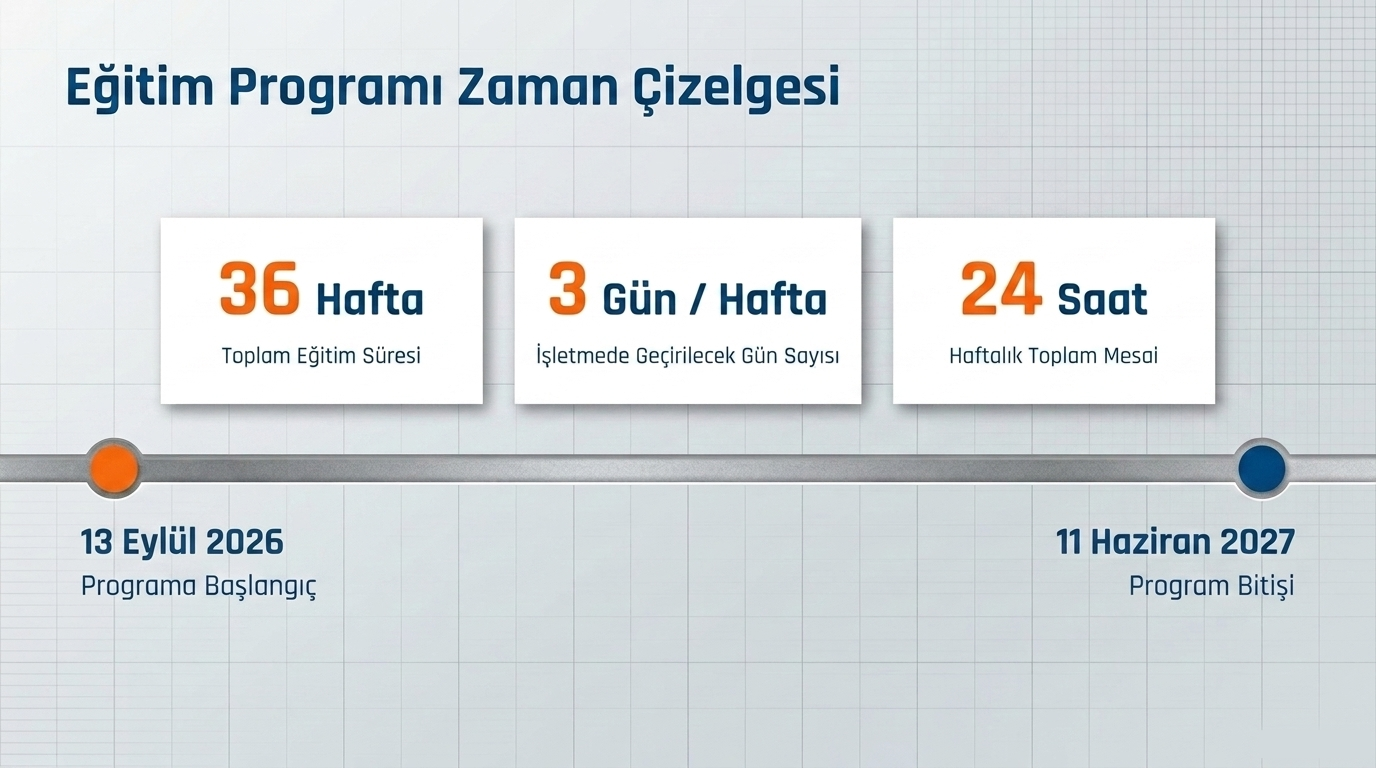 Eğitim Programı Zaman Çizelgesi
36 Hafta
Toplam Eğitim Süresi
3 Gün / Hafta
İşletmede Geçirilecek Gün Sayısı
24 Saat
Haftalık Toplam Mesai
13 Eylül 2026
Programa Başlangıç
11 Haziran 2027
Program Bitişi